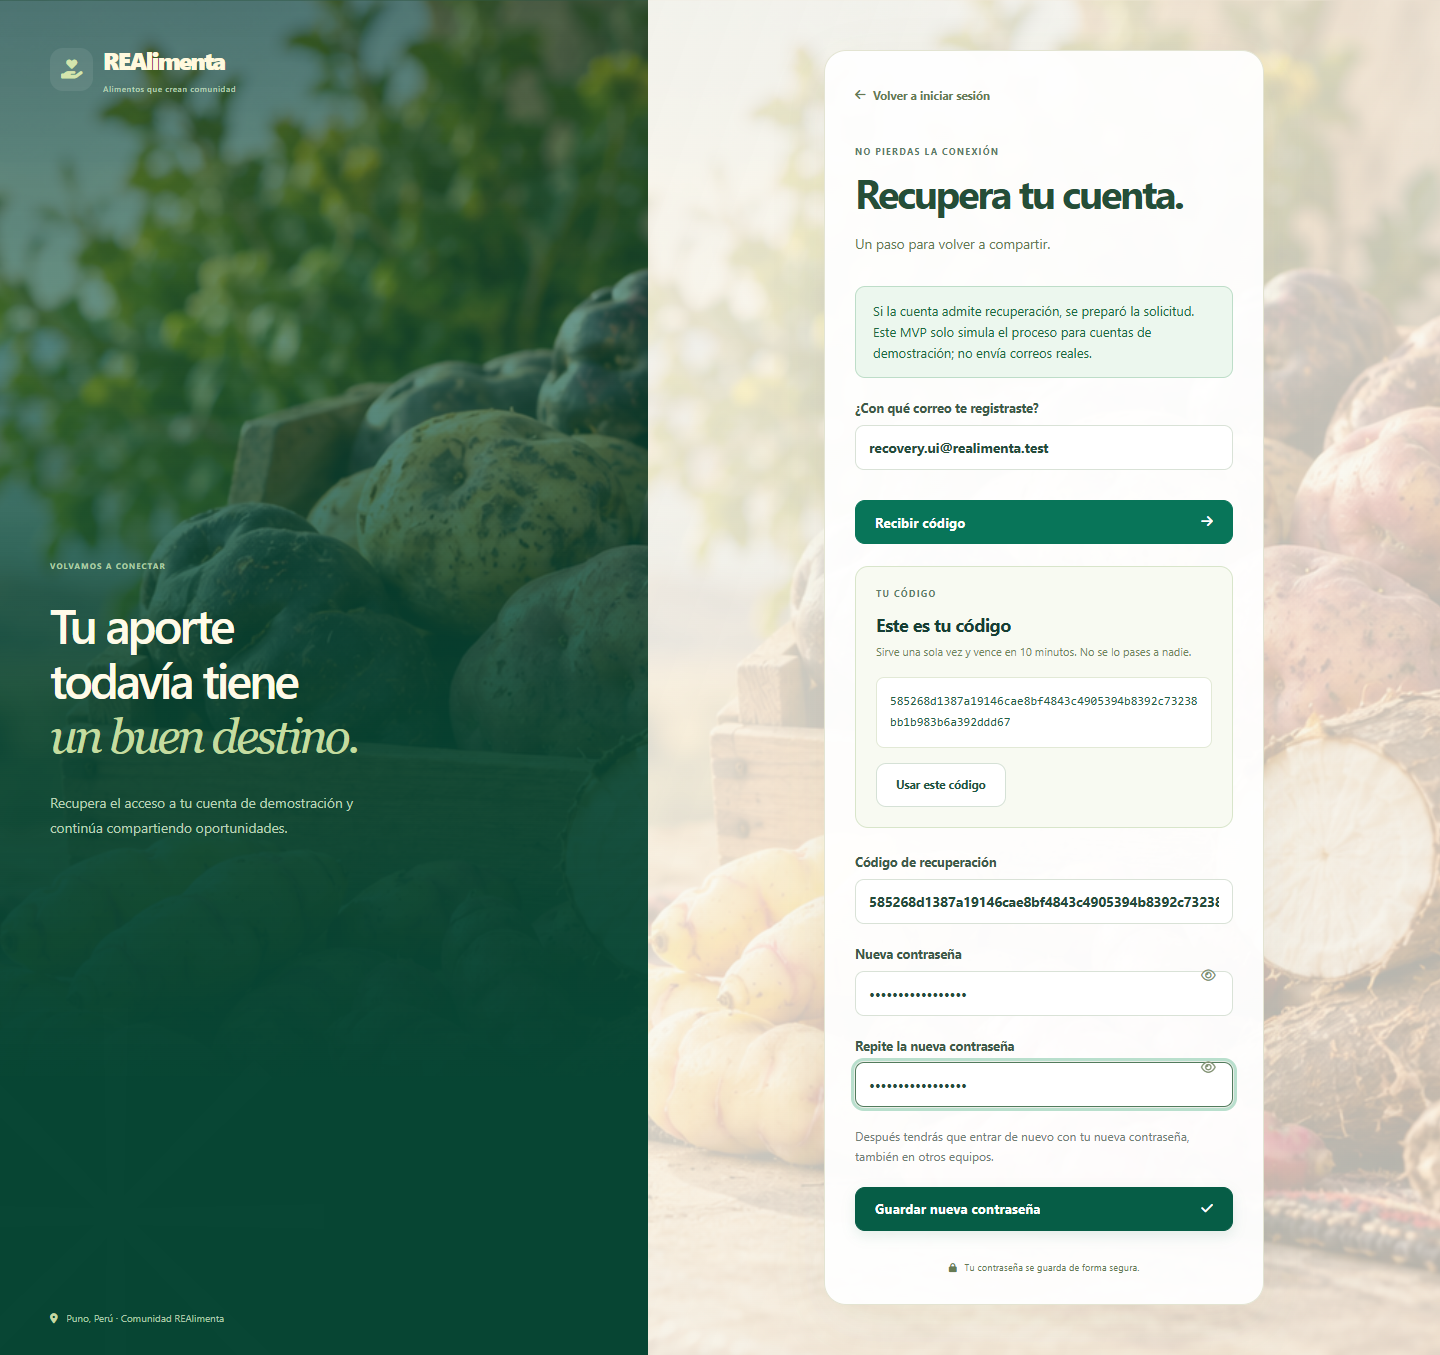 REAlimenta
Alimentos que crean comunidad
VOLVAMOS A CONECTAR
Tu aporte
todavía tiene
un buen destino.
Recupera el acceso a tu cuenta de demostración y
continúa compartiendo oportunidades.
Puno, Perú · Comunidad REAlimenta
Volver a iniciar sesión
NO PIERDAS LA CONEXIÓN
Recupera tu cuenta.
Un paso para volver a compartir.
Si la cuenta admite recuperación, se preparó la solicitud.
Este MVP solo simula el proceso para cuentas de
demostración; no envía correos reales.
¿Con qué correo te registraste?
recovery.ui@realimenta.test
Recibir código
TU CÓDIGO
Este es tu código
Sirve una sola vez y vence en 10 minutos. No se lo pases a nadie.
585268d1387a19146cae8bf4843c4905394b8392c73238
bb1b983b6a392ddd67
Usar este código
Código de recuperación
585268d1387a19146cae8bf4843c4905394b8392c73238
Nueva contraseña
•••••••••••••••••
Repite la nueva contraseña
•••••••••••••••••
Después tendrás que entrar de nuevo con tu nueva contraseña,
también en otros equipos.
Guardar nueva contraseña
Tu contraseña se guarda de forma segura.